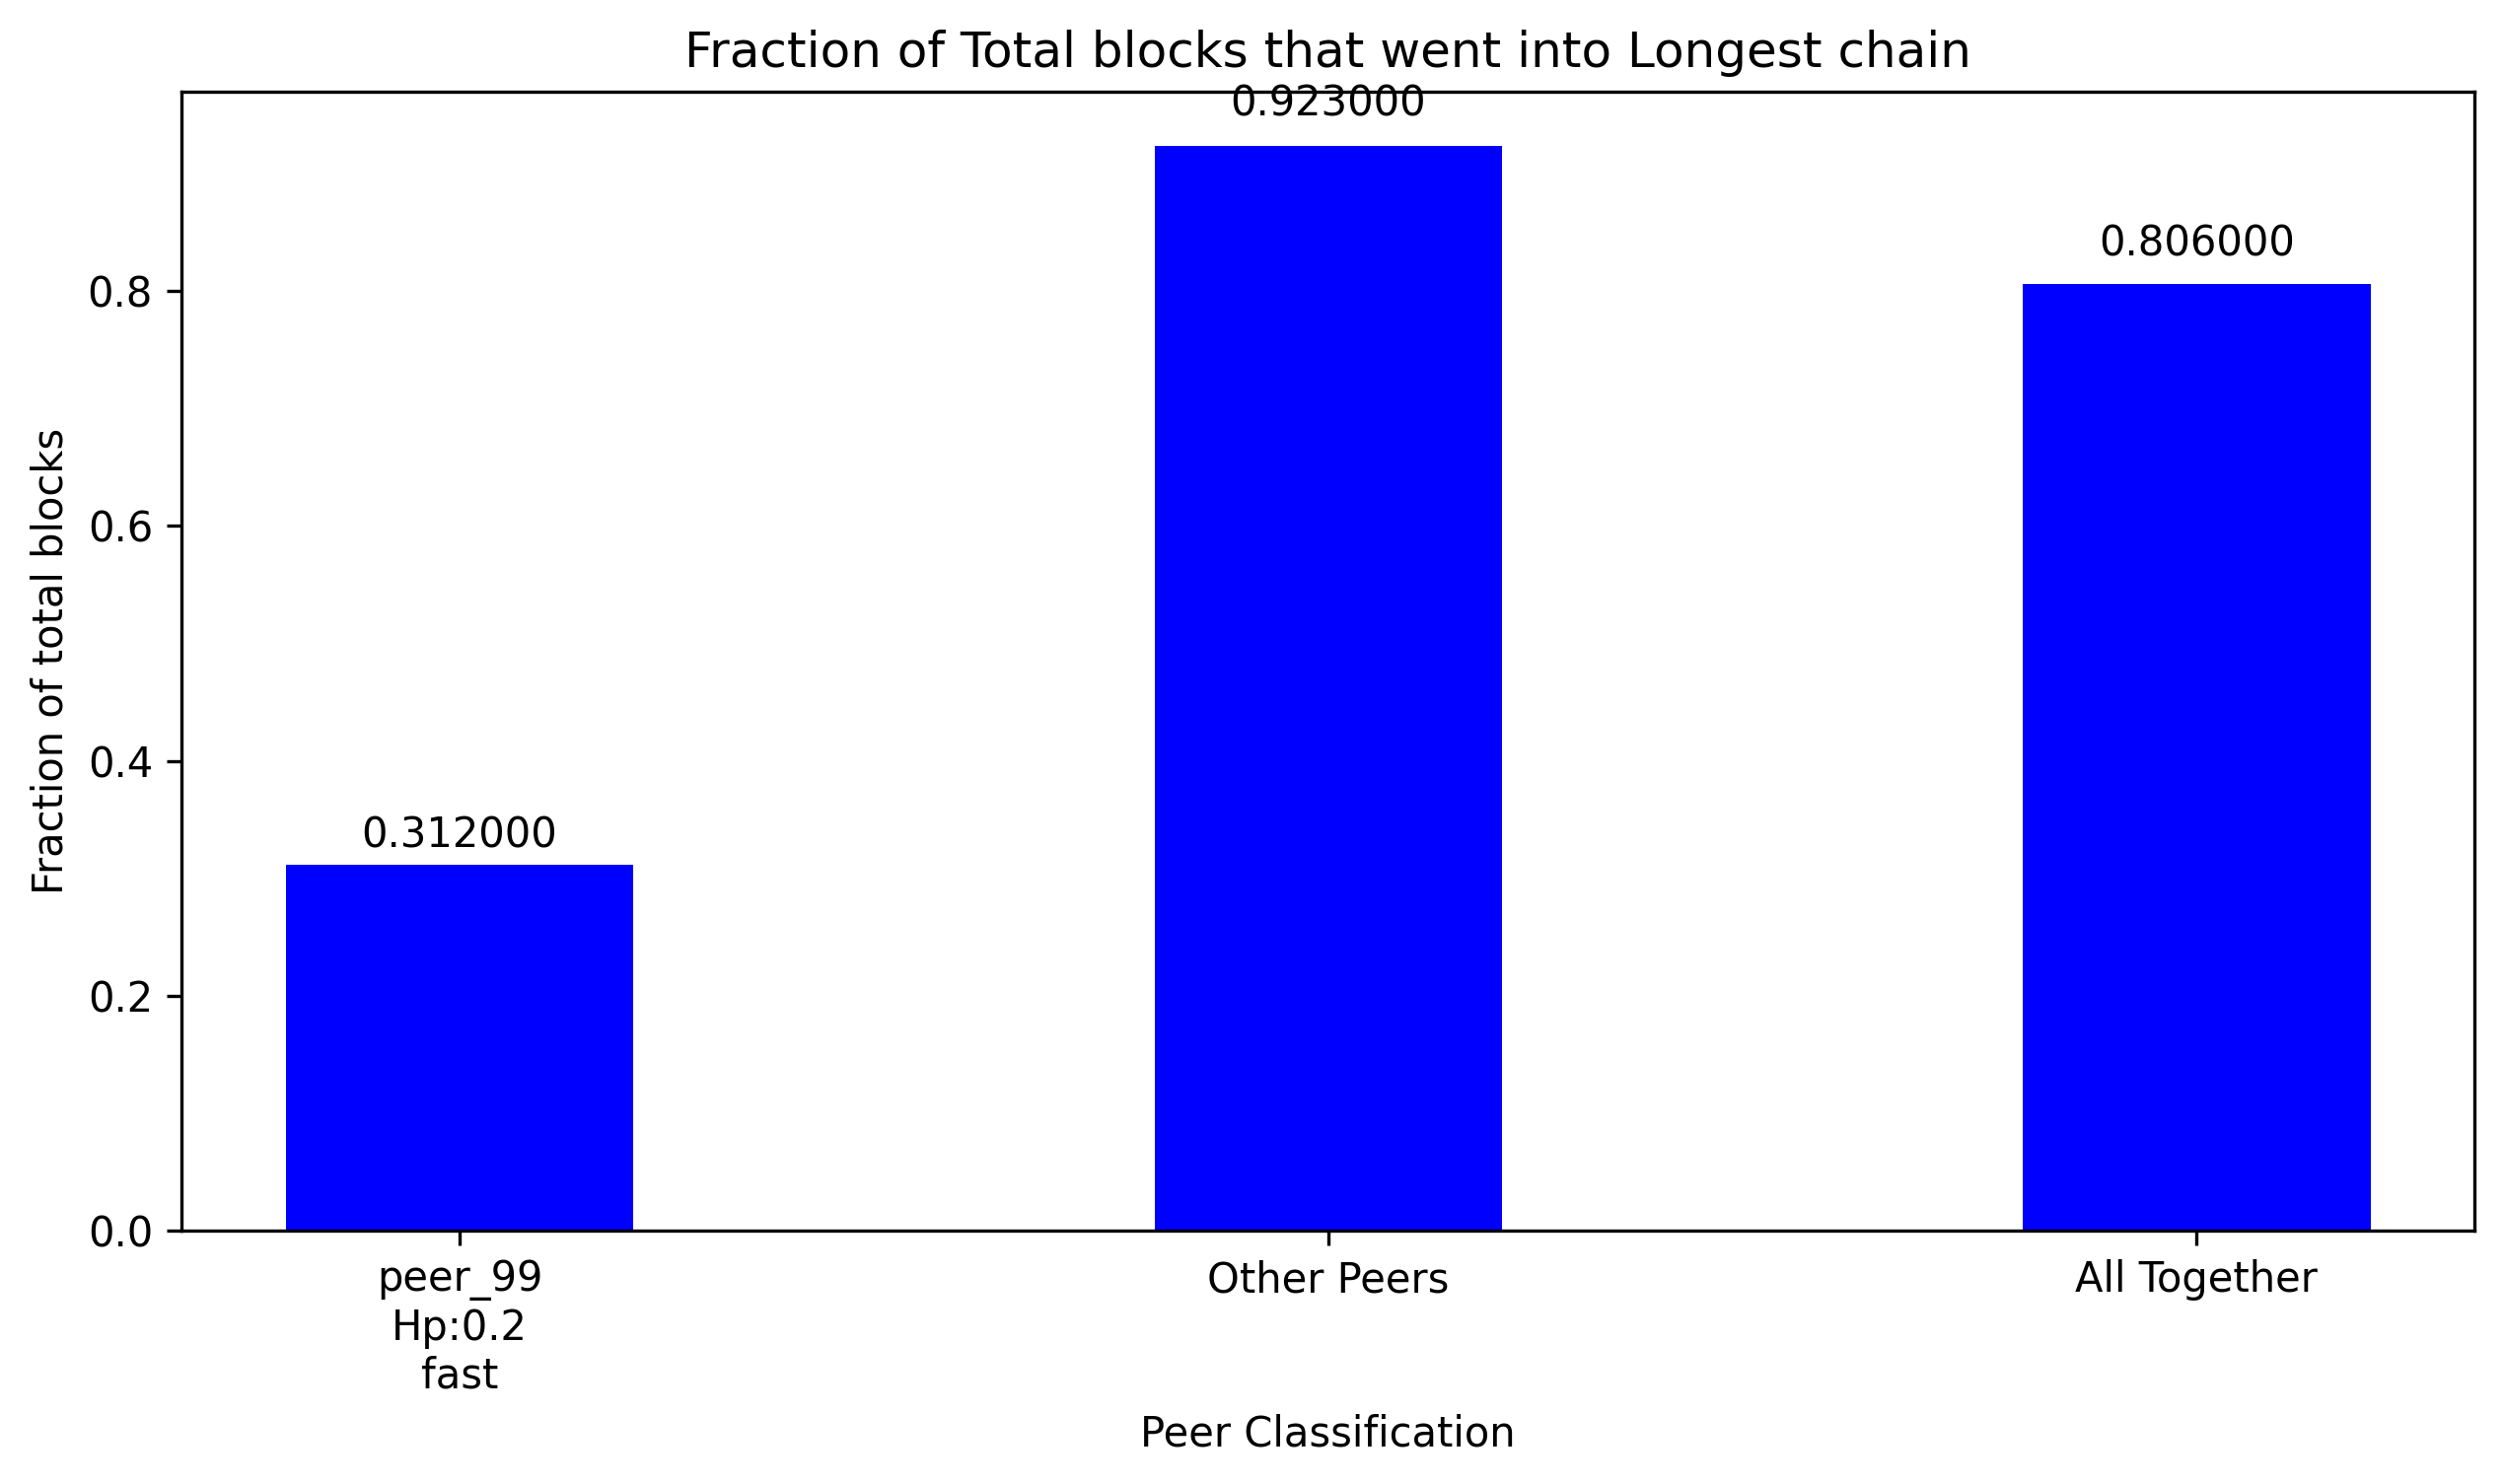 Fraction of Total blocks that went into Longest chain
0.923000
0.806000
0.312000
0.8
0.6
0.4
0.2
0.0
Fraction of total blocks
peer_99
Hp:0.2
fast
Other Peers
All Together
Peer Classification